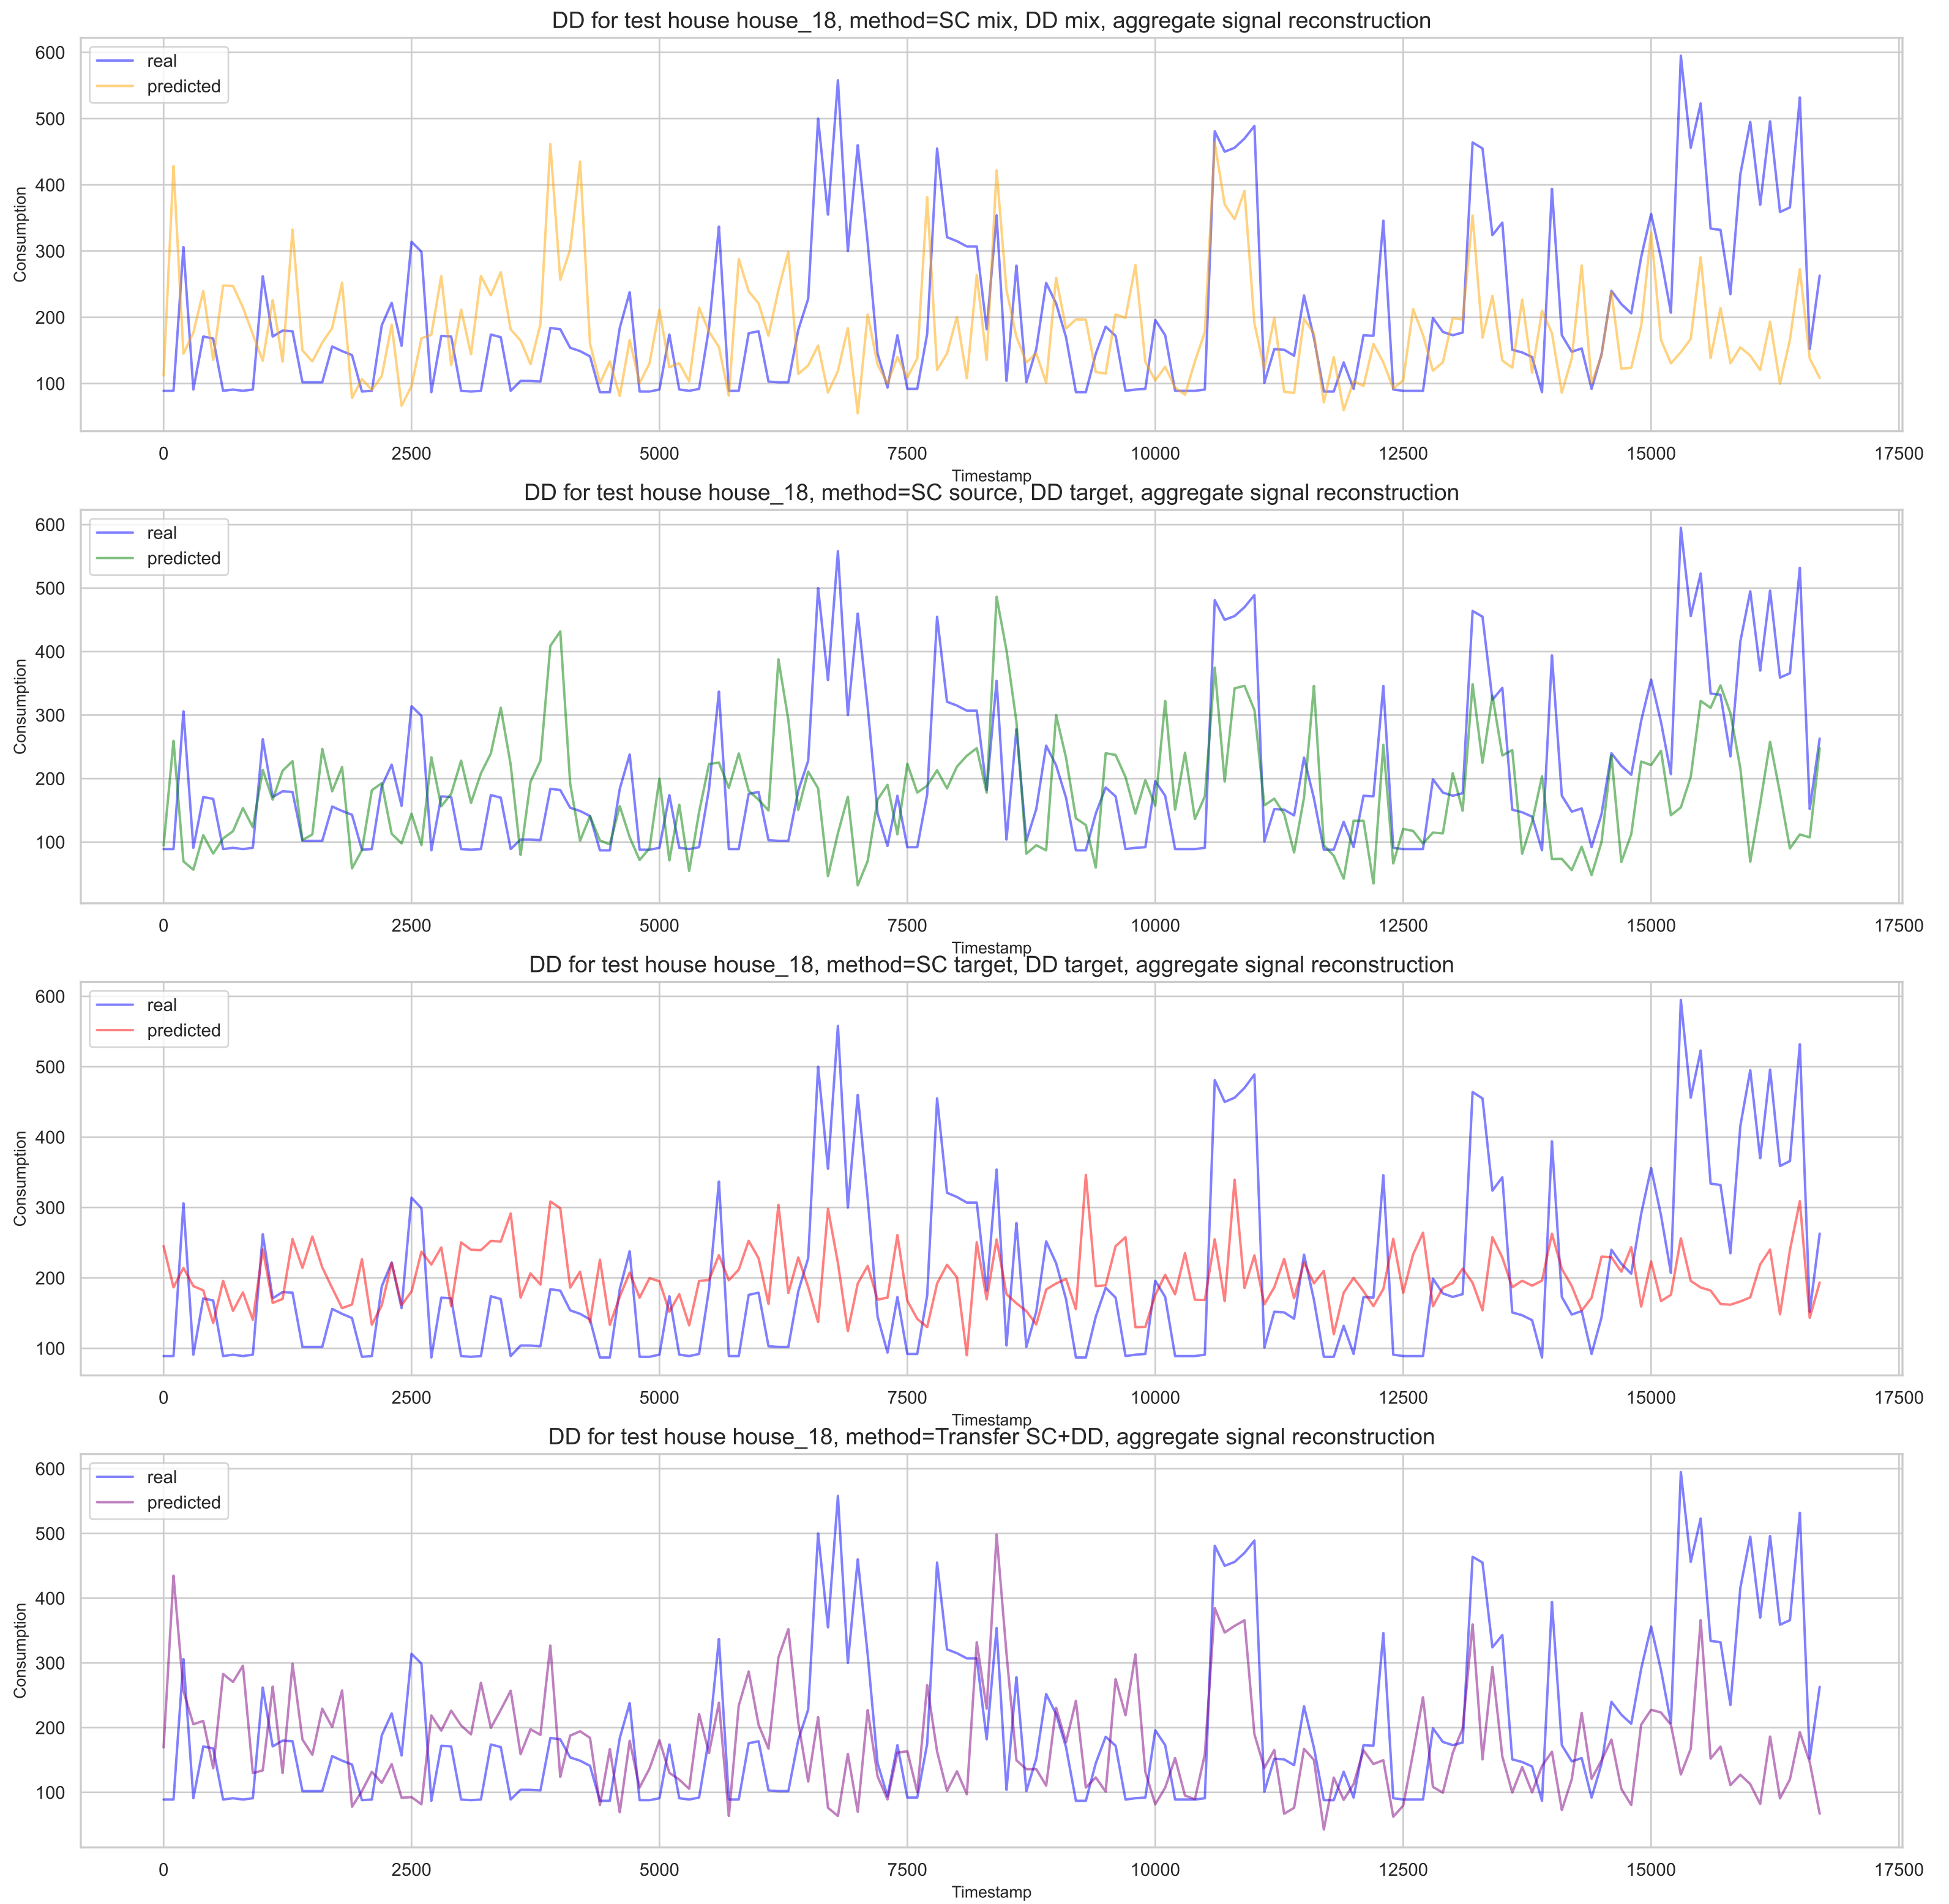 DD for test house house_18, method=SC mix, DD mix, aggregate signal reconstruction
real
predicted
600
500
400
300
200
100
Consumption
0 2500 5000 7500 10000 12500 15000 17500
Timestamp
DD for test house house_18, method=SC source, DD target, aggregate signal reconstruction
real
predicted
600
500
400
300
200
100
Consumption
0 2500 5000 7500 10000 12500 15000 17500
Timestamp
DD for test house house_18, method=SC target, DD target, aggregate signal reconstruction
real
predicted
600
500
400
300
200
100
Consumption
0 2500 5000 7500 10000 12500 15000 17500
Timestamp
DD for test house house_18, method=Transfer SC+DD, aggregate signal reconstruction
real
predicted
600
500
400
300
200
100
Consumption
0 2500 5000 7500 10000 12500 15000 17500
Timestamp